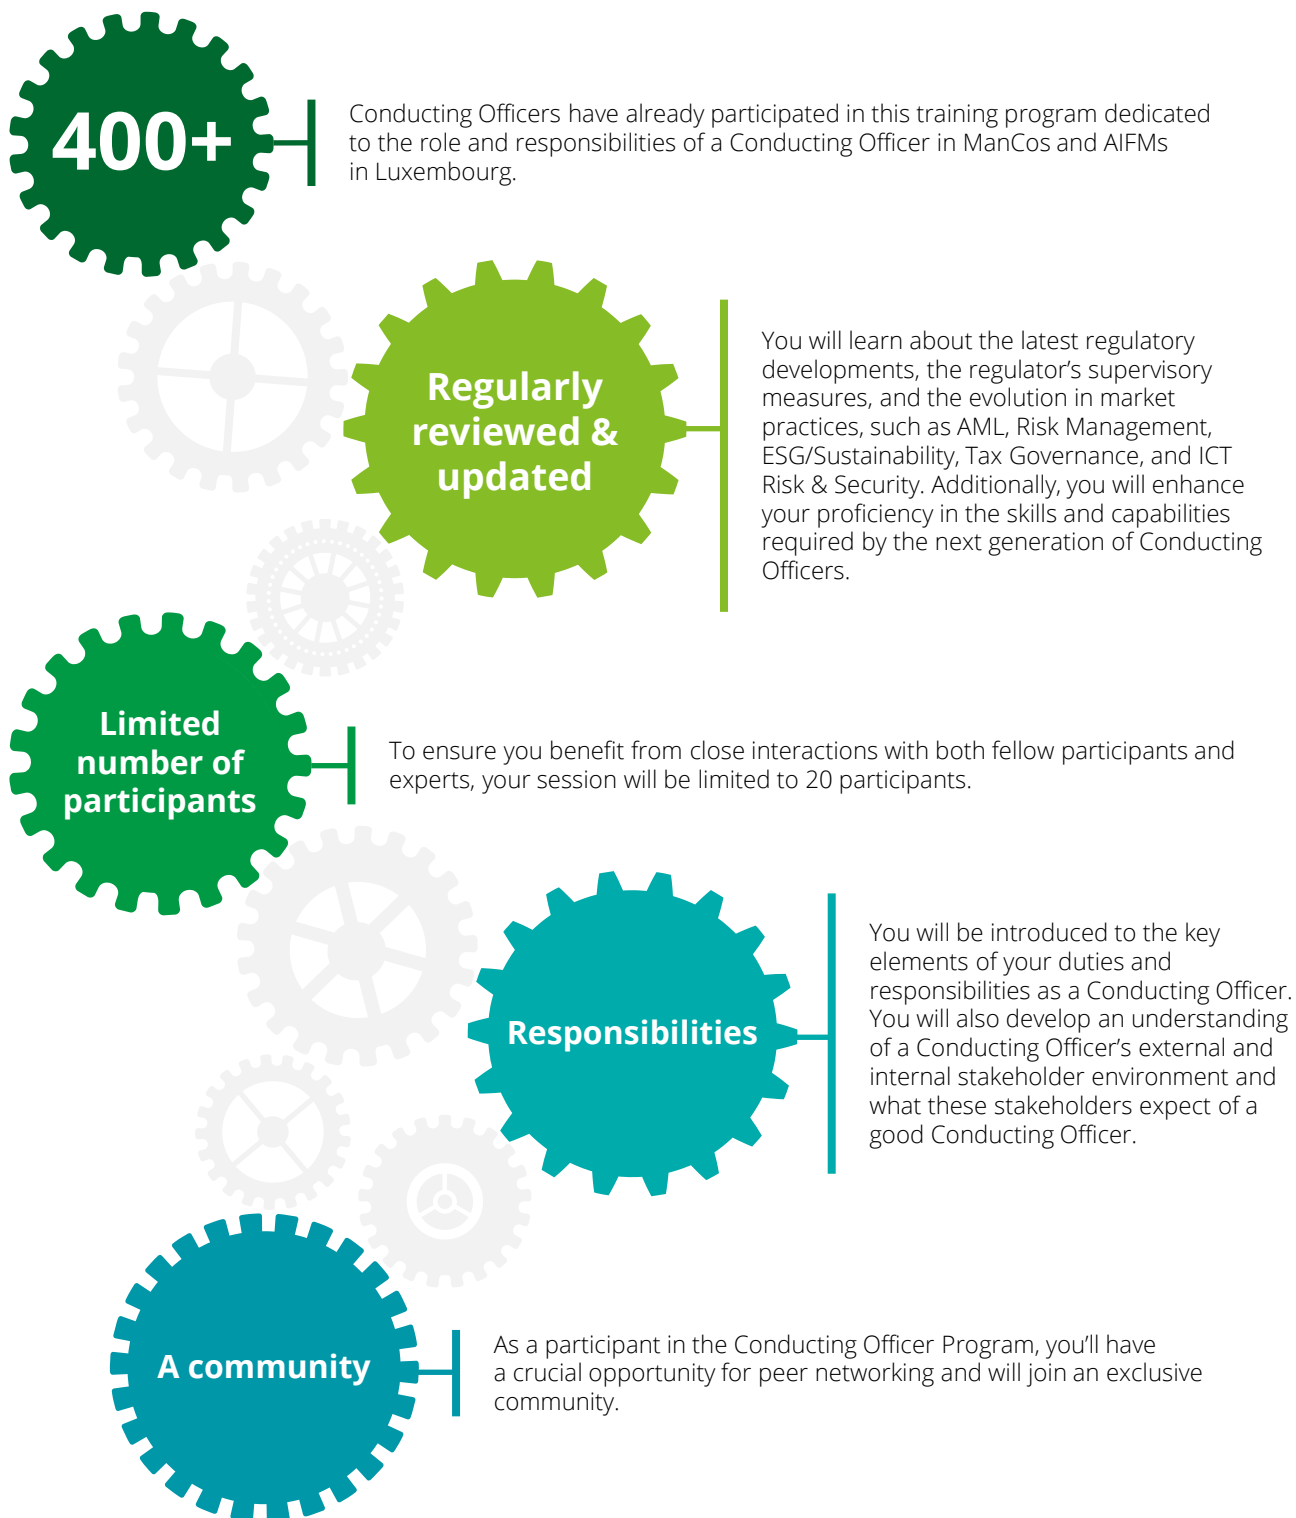 400+
Conducting Officers have already participated in this training program dedicated
to the role and responsibilities of a Conducting Officer in ManCos and AIFMs
in Luxembourg.
Regularly
reviewed &
updated
You will learn about the latest regulatory
developments, the regulator’s supervisory
measures, and the evolution in market
practices, such as AML, Risk Management,
ESG/Sustainability, Tax Governance, and ICT
Risk & Security. Additionally, you will enhance
your proficiency in the skills and capabilities
required by the next generation of Conducting
Officers.
Limited
number of
participants
To ensure you benefit from close interactions with both fellow participants and
experts, your session will be limited to 20 participants.
Responsibilities
You will be introduced to the key
elements of your duties and
responsibilities as a Conducting Officer.
You will also develop an understanding
of a Conducting Officer’s external and
internal stakeholder environment and
what these stakeholders expect of a
good Conducting Officer.
A community
As a participant in the Conducting Officer Program, you’ll have
a crucial opportunity for peer networking and will join an exclusive
community.